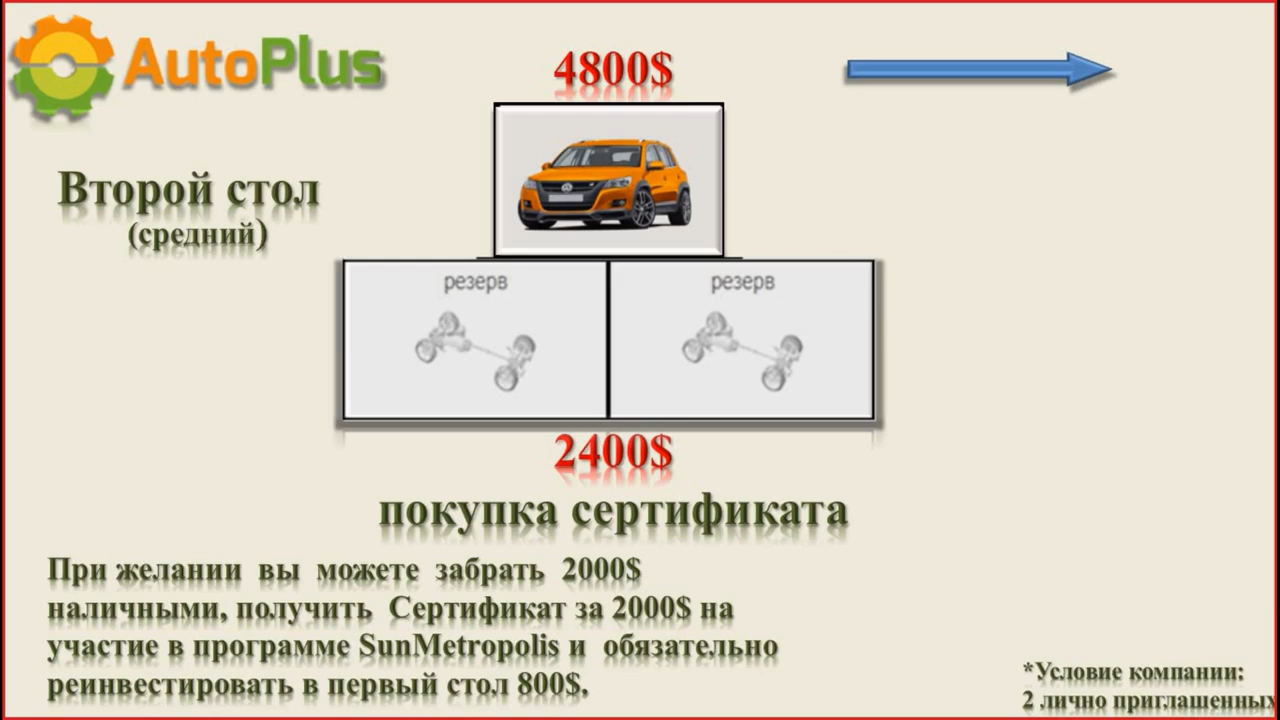 AutoPlus
4800$
Второй стол
(средний)
резерв
резерв
2400$
покупка сертификата
При желании вы можете забрать 2000$
наличными, получить Сертификат за 2000$ на
участие в программе SunMetropolis и обязательно
реинвестировать в первый стол 800$.
*Условие компании:
2 лично приглашенных